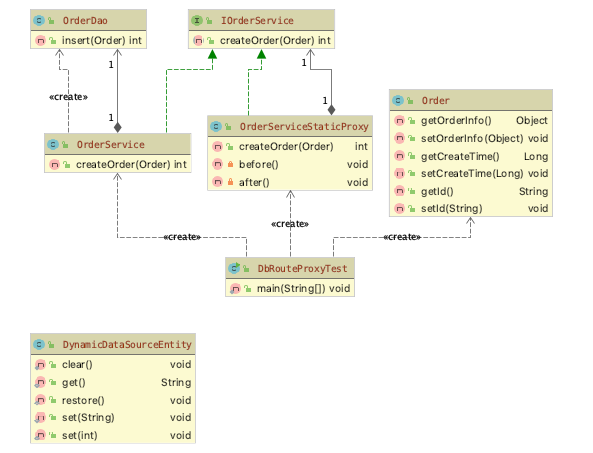 OrderDao
insert(Order) int
IOrderService
createOrder(Order) int
1
1
«create»
1
1
OrderService
createOrder(Order) int
OrderServiceStaticProxy
createOrder(Order) int
before() void
after() void
Order
getOrderInfo() Object
setOrderInfo(Object) void
getCreateTime() Long
setCreateTime(Long) void
getId() String
setId(String) void
«create»
«create»
«create»
DbRouteProxyTest
main(String[]) void
DynamicDataSourceEntity
clear() void
get() String
restore() void
set(String) void
set(int) void